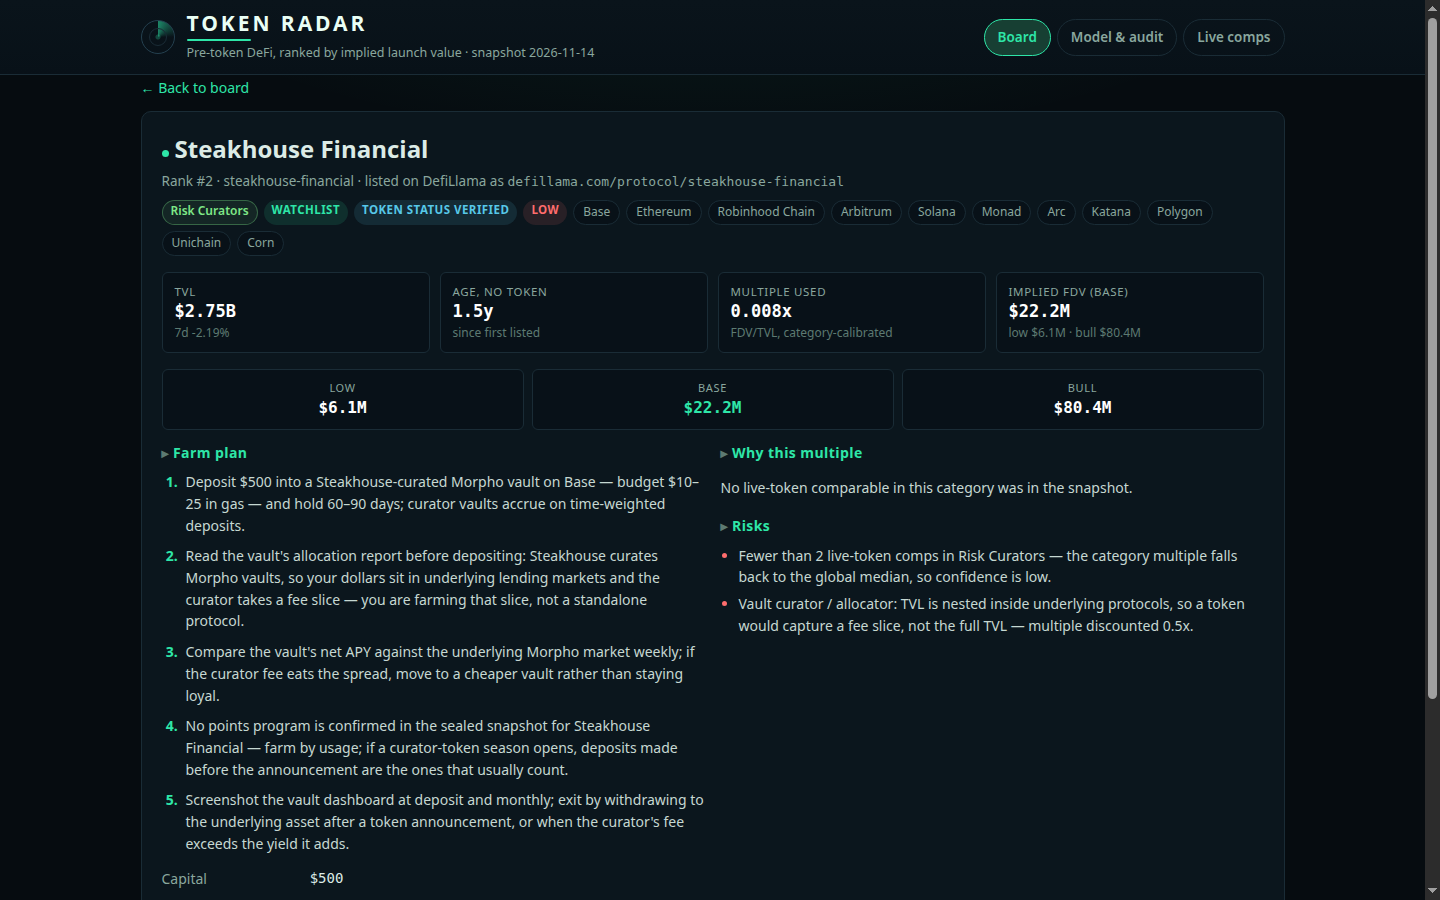 TOKEN RADAR
Pre-token DeFi, ranked by implied launch value · snapshot 2026-11-14
Board
Model & audit
Live comps
← Back to board
Steakhouse Financial
Rank #2 · steakhouse-financial · listed on DefiLlama as defillama.com/protocol/steakhouse-financial
Risk Curators
WATCHLIST
TOKEN STATUS VERIFIED
LOW
Base
Ethereum
Robinhood Chain
Arbitrum
Solana
Monad
Arc
Katana
Polygon
Unichain
Corn
TVL
$2.75B
7d -2.19%
AGE, NO TOKEN
1.5y
since first listed
MULTIPLE USED
0.008x
FDV/TVL, category-calibrated
IMPLIED FDV (BASE)
$22.2M
low $6.1M · bull $80.4M
LOW
$6.1M
BASE
$22.2M
BULL
$80.4M
▸ Farm plan
1. Deposit $500 into a Steakhouse-curated Morpho vault on Base — budget $10–
25 in gas — and hold 60–90 days; curator vaults accrue on time-weighted
deposits.
2. Read the vault's allocation report before depositing: Steakhouse curates
Morpho vaults, so your dollars sit in underlying lending markets and the
curator takes a fee slice — you are farming that slice, not a standalone
protocol.
3. Compare the vault's net APY against the underlying Morpho market weekly; if
the curator fee eats the spread, move to a cheaper vault rather than staying
loyal.
4. No points program is confirmed in the sealed snapshot for Steakhouse
Financial — farm by usage; if a curator-token season opens, deposits made
before the announcement are the ones that usually count.
5. Screenshot the vault dashboard at deposit and monthly; exit by withdrawing to
the underlying asset after a token announcement, or when the curator's fee
exceeds the yield it adds.
Capital $500
▸ Why this multiple
No live-token comparable in this category was in the snapshot.
▸ Risks
Fewer than 2 live-token comps in Risk Curators — the category multiple falls
back to the global median, so confidence is low.
Vault curator / allocator: TVL is nested inside underlying protocols, so a token
would capture a fee slice, not the full TVL — multiple discounted 0.5x.